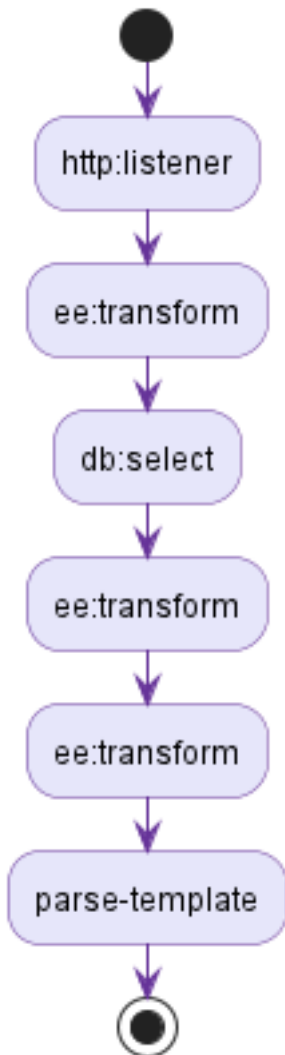 http:listener
ee:transform
db:select
ee:transform
ee:transform
parse-template